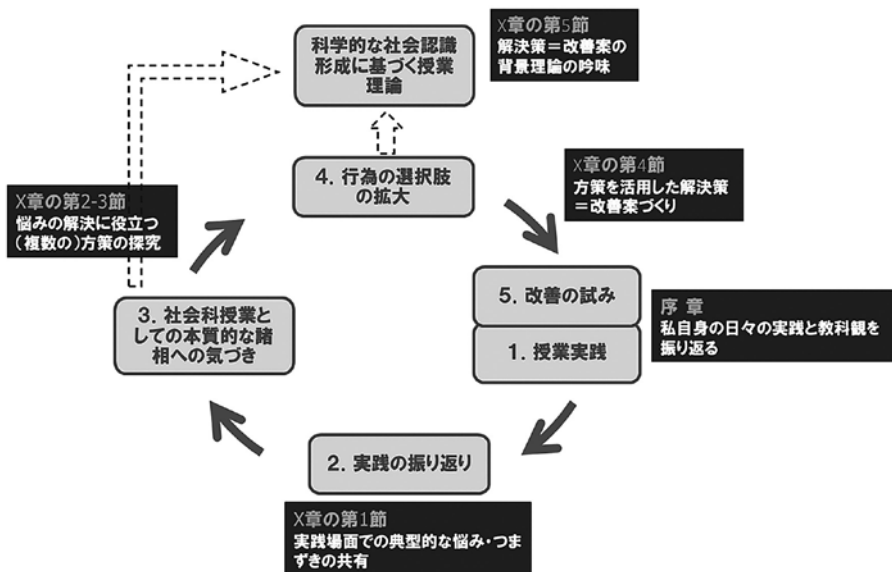 科学的な社会認識
形成に基づく授業
理論
X章の第5節
解決策＝改善案の
背景理論の吟味
4. 行為の選択肢
の拡大
X章の第4節
方策を活用した解決策
＝改善案づくり
X章の第2-3節
悩みの解決に役立つ
（複数の）方策の探究
3. 社会科授業と
しての本質的な諸
相への気づき
5. 改善の試み
1. 授業実践
序 章
私自身の日々の実践と教科観を
振り返る
2. 実践の振り返り
X章の第1節
実践場面での典型的な悩み・つま
ずきの共有